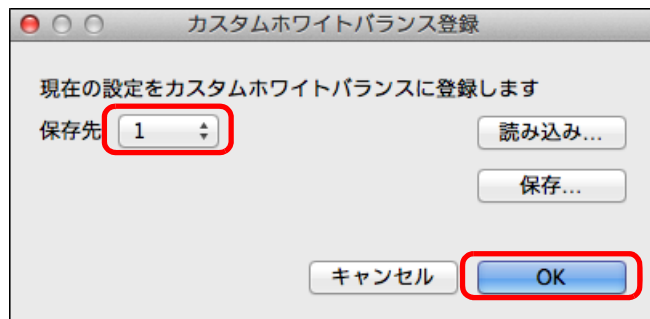 カスタムホワイトバランス登録
現在の設定をカスタムホワイトバランスに登録します
保存先 1 読み込み...
保存...
キャンセル OK